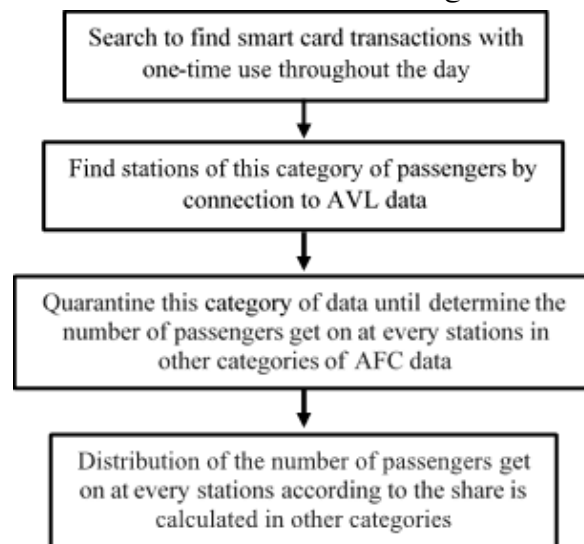 Search to find smart card transactions with
one-time use throughout the day
Find stations of this category of passengers by
connection to AVL data
Quarantine this category of data until determine the
number of passengers get on at every stations in
other categories of AFC data
Distribution of the number of passengers get
on at every stations according to the share is
calculated in other categories